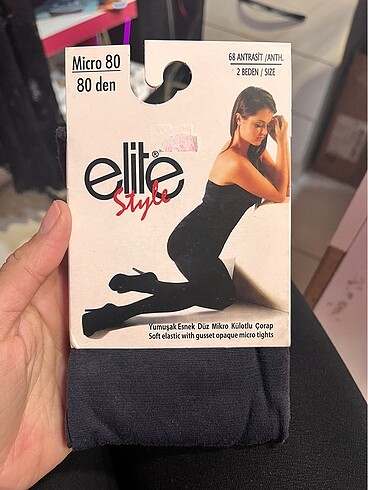 Micro 80
80 den
68 ANTRASİT /ANTH.
2 BEDEN / SIZE
elite®
Style
Yumuşak Esnek Düz Mikro Külotlu Çorap
Soft elastic with gusset opaque micro tights